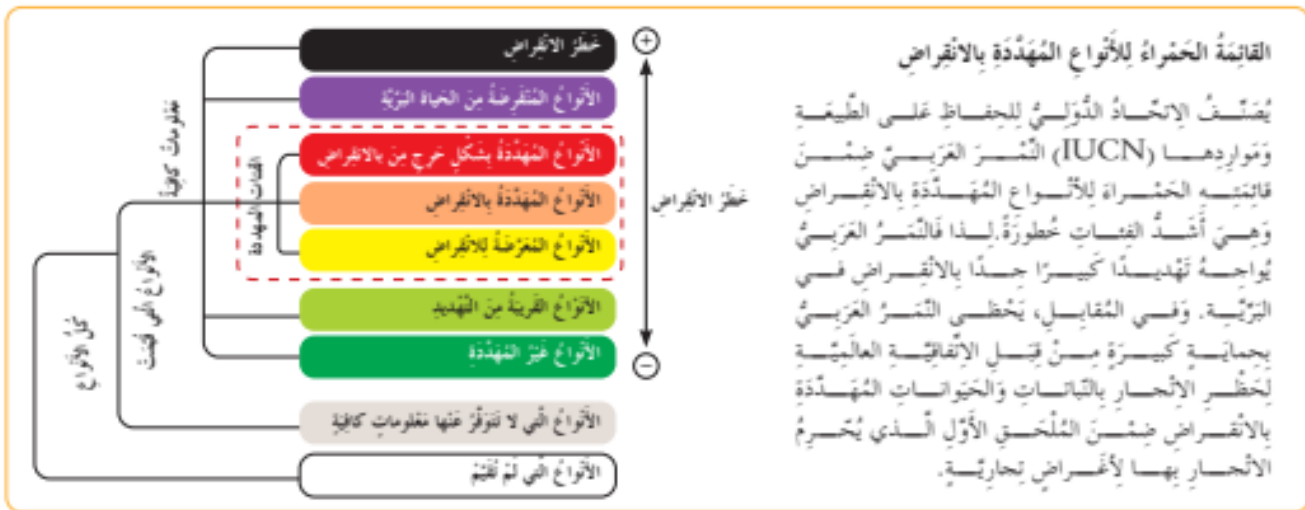 القائِمَةُ الحَمْراءُ لِلأَنْواعِ المُهَدَّدَةِ بِالانْقِراضِ
يُصَنِّفُ الاتِّحادُ الدَّوَلِيُّ لِلحِفاظِ عَلى الطَّبيعَةِ
وَمَوارِدِها (IUCN) النَّمْرَ العَرَبِيَّ ضِمْنَ
قائِمَتِهِ الحَمْراءَ لِلأَنْواعِ المُهَدَّدَةِ بِالانْقِراضِ
وَهِيَ أَشَدُّ الفِئاتِ خُطورَةً.لِذا فَالنَّمَرُ العَرَبِيُّ
يُواجِهُ تَهْديدًا كَبيرًا جِدًّا بِالانْقِراضِ في
البَرِّيَّةِ. وَفي المُقابِلِ، يَحْظى النَّمَرُ العَرَبِيُّ
بِحِمايَةٍ كَبيرَةٍ مِنْ قِبَلِ الاتِّفاقِيَّةِ العالَمِيَّةِ
لِحَظْرِ الاتْجارِ بِالنَّباتاتِ وَالحَيَواناتِ المُهَدَّدَةِ
بِالانْقِراضِ ضِمْنَ المُلْحَقِ الأَوَّلِ الَّذي يُحَرِّمُ
الاتْجارَ بِها لِأَغْراضٍ تِجارِيَّةٍ.
خَطَرُ الانْقِراضِ
+
−
خَطَرُ الانْقِراضِ
الأَنْواعُ المُنْقَرِضَةُ مِنَ الحَياةِ البَرِّيَّةِ
الأَنْواعُ المُهَدَّدَةُ بِشَكْلٍ حَرِجٍ مِنَ بِالانْقِراضِ
الأَنْواعُ المُهَدَّدَةُ بِالانْقِراضِ
الأَنْواعُ المُعَرَّضَةُ لِلانْقِراضِ
الأَنْواعُ القَريبَةُ مِنَ التَّهْديدِ
الأَنْواعُ غَيْرُ المُهَدَّدَةِ
الأَنْواعُ الَّتي لا تَتَوَفَّرُ عَنْها مَعْلوماتٌ كافِيَةٌ
الأَنْواعُ الَّتي لَمْ تُقَيَّمْ
الفئات المهددة
مَعْلوماتٌ كافِيَةٌ
الأَنْواعُ الَّتي قُيِّمَتْ
كُلُّ الأَنْواعِ